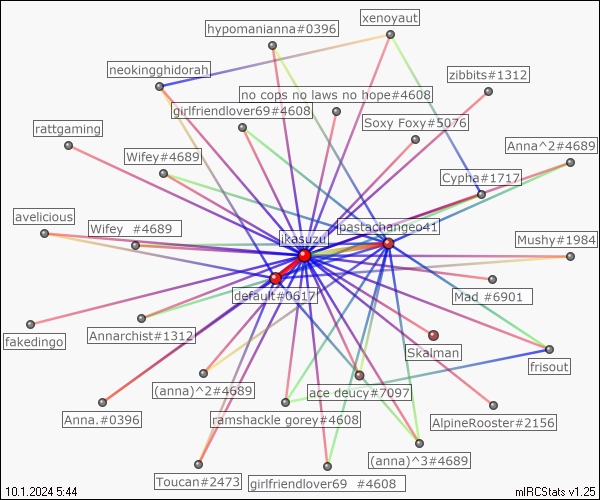 xenoyaut
hypomanianna#0396
neokingghidorah
zibbits#1312
no cops no laws no hope#4608
girlfriendlover69#4608
Soxy Foxy#5076
rattgaming
Anna^2#4689
Wifey#4689
Cypha#1717
avelicious
Wifey  #4689
pastachangeo41
ikasuzu
Mushy#1984
default#0617
Mad #6901
fakedingo
Annarchist#1312
Skalman
frisout
(anna)^2#4689
ace deucy#7097
Anna.#0396
ramshackle gorey#4608
AlpineRooster#2156
(anna)^3#4689
Toucan#2473
girlfriendlover69  #4608
10.1.2024 5:44
mIRCStats v1.25